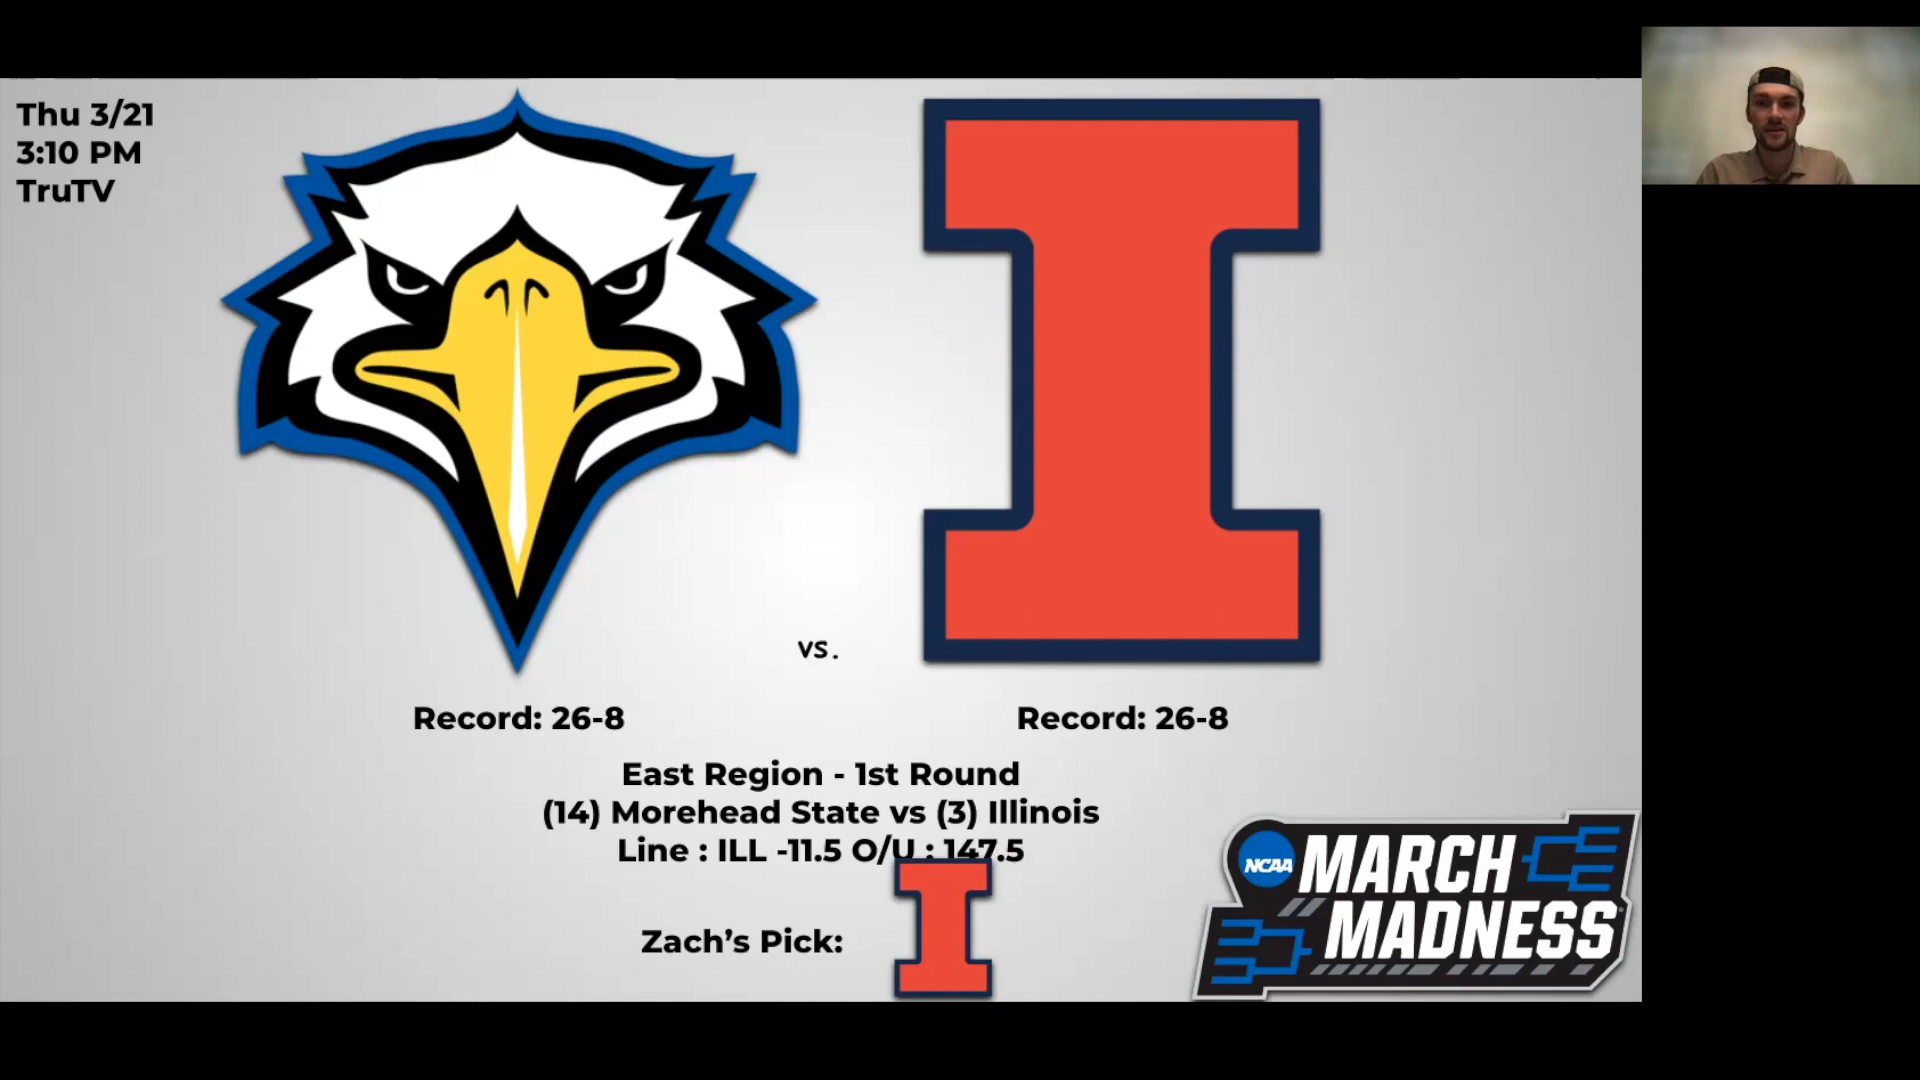 Thu 3/21
3:10 PM
TruTV
vs.
Record: 26-8
Record: 26-8
East Region - 1st Round
(14) Morehead State vs (3) Illinois
Line : ILL -11.5 O/U : 147.5
Zach’s Pick:
NCAA
MARCH
MADNESS